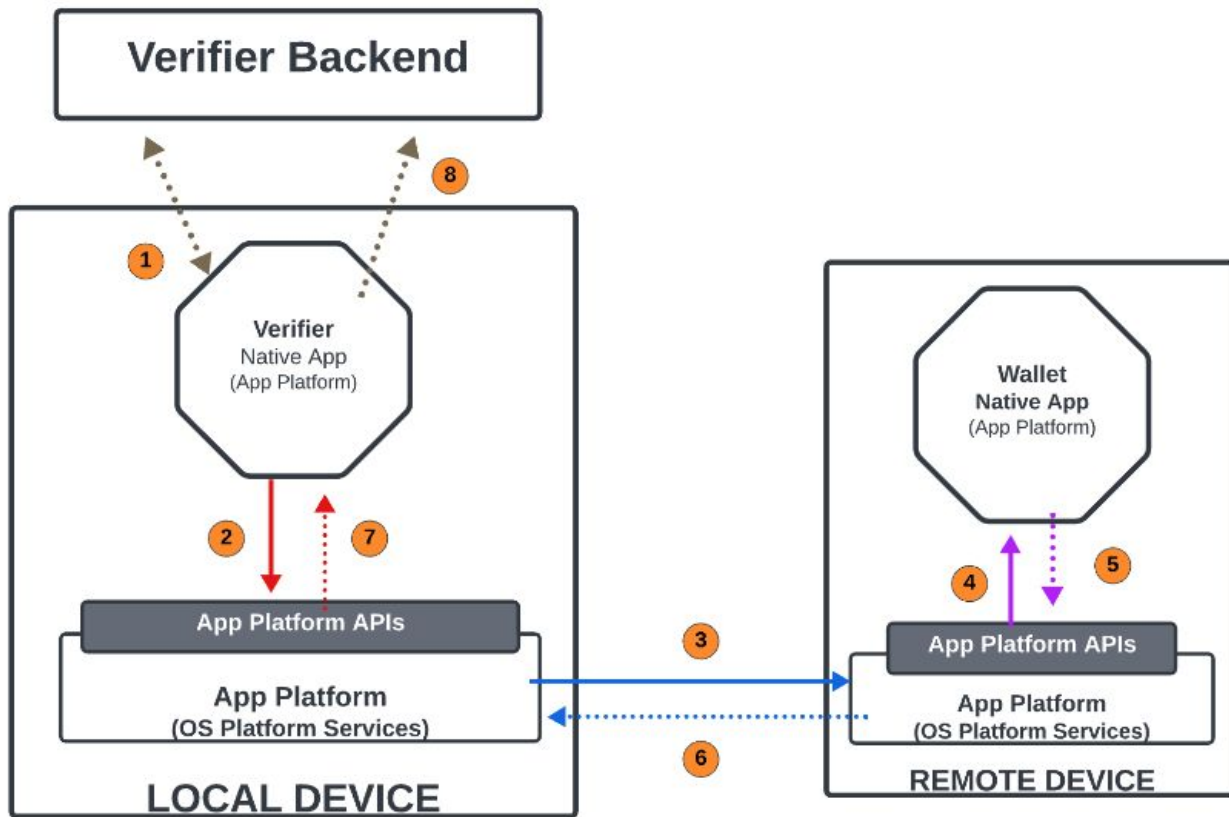 Verifier Backend
8
1
Verifier
Native App
(App Platform)
Wallet
Native App
(App Platform)
2
7
4
5
App Platform APIs
App Platform APIs
3
App Platform
(OS Platform Services)
App Platform
(OS Platform Services)
6
LOCAL DEVICE
REMOTE DEVICE